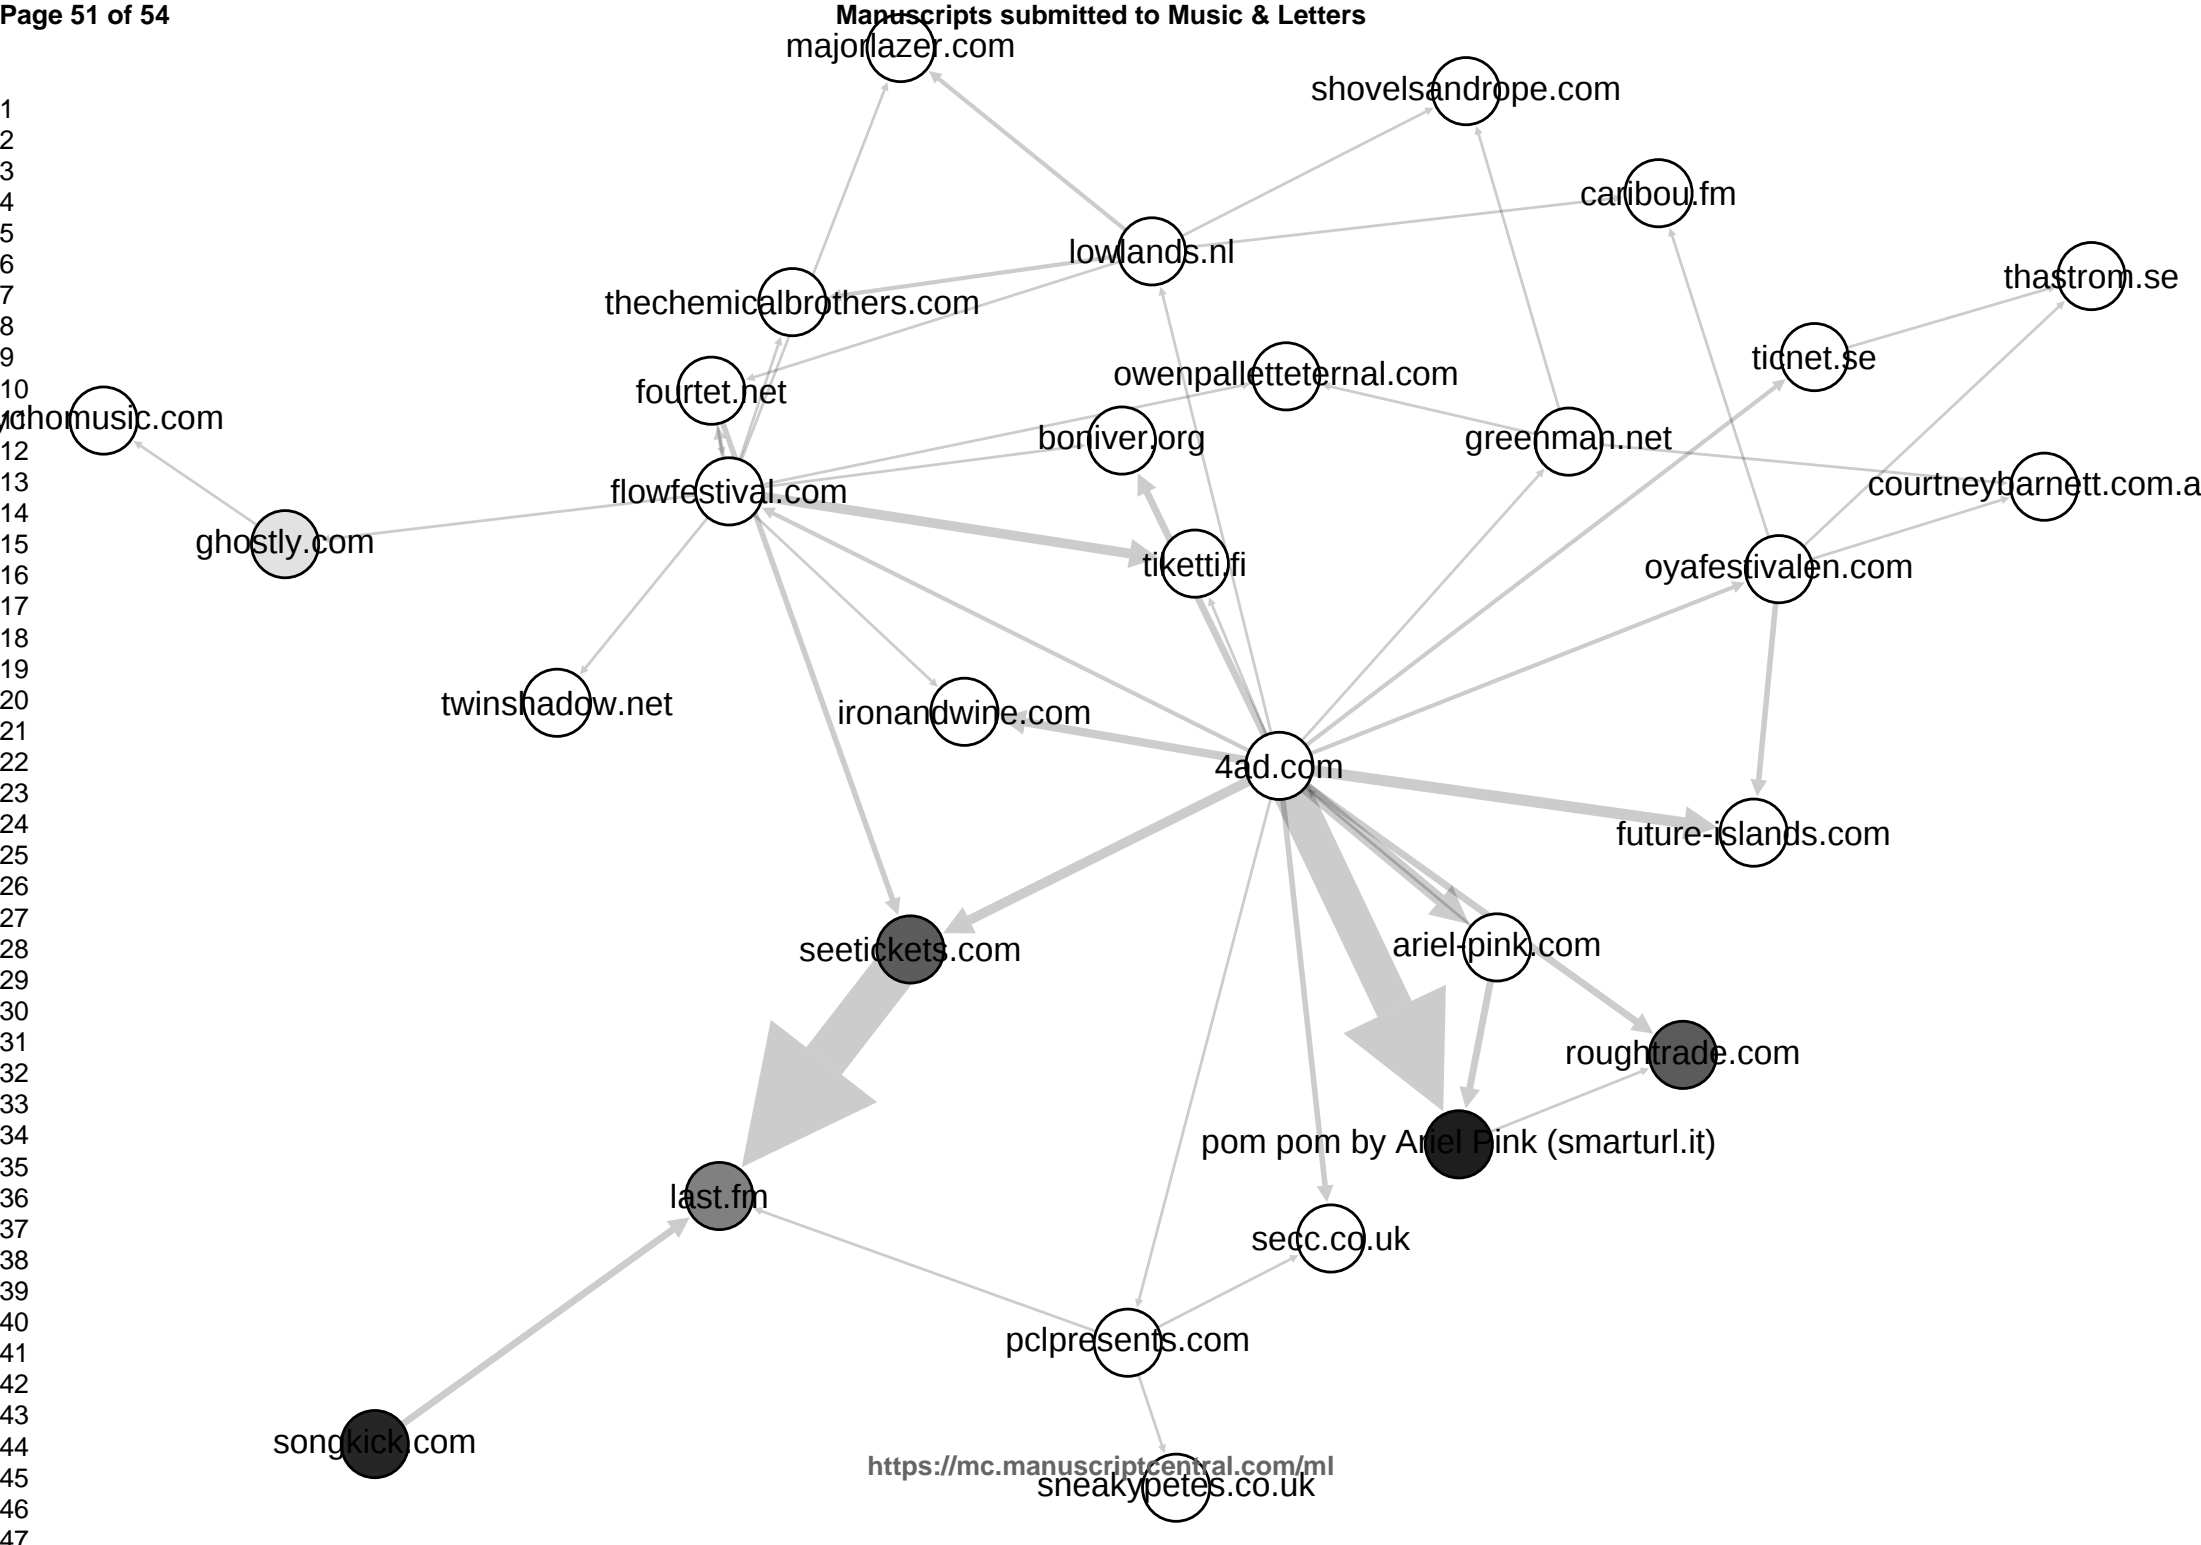 Page 51 of 54
Manuscripts submitted to Music & Letters
majorlazer.com
shovelsandrope.com
1
2
3
caribou.fm
4
5
lowlands.nl
6
thastrom.se
7
thechemicalbrothers.com
8
ticnet.se
9
owenpalletteternal.com
10
fourtet.net
11
ychomusic.com
boniver.org
greenman.net
12
13
flowfestival.com
courtneybarnett.com.a
14
ghostly.com
15
tiketti.fi
oyafestivalen.com
16
17
18
19
twinshadow.net
20
ironandwine.com
21
22
4ad.com
23
24
future-islands.com
25
26
27
seetickets.com
ariel-pink.com
28
29
30
31
roughtrade.com
32
33
34
pom pom by Ariel Pink (smarturl.it)
35
last.fm
36
37
secc.co.uk
38
39
40
pclpresents.com
41
42
43
songkick.com
44
https://mc.manuscriptcentral.com/ml
45
sneakypetes.co.uk
46
47